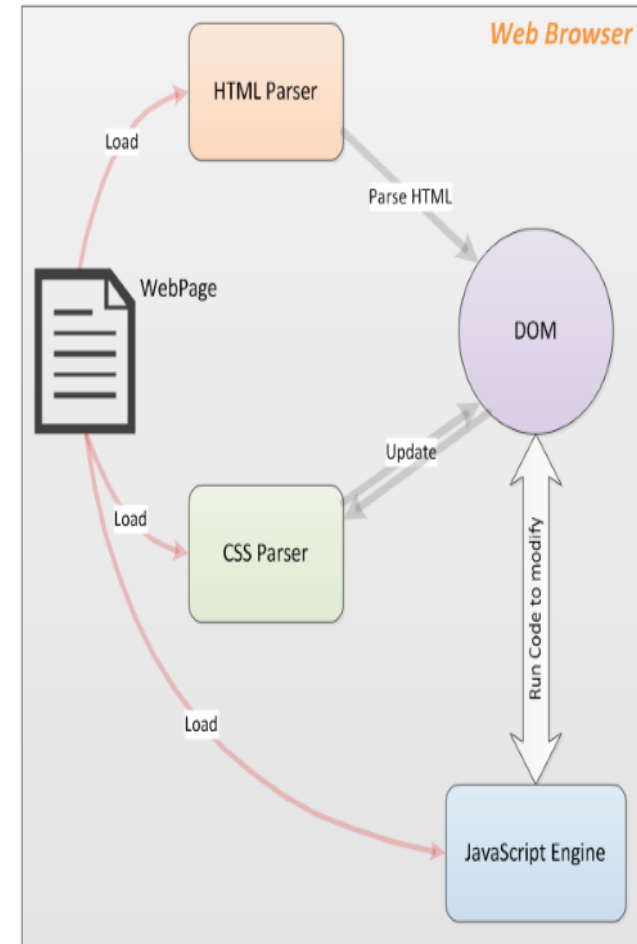 Web Browser
HTML Parser
Load
Parse HTML
WebPage
DOM
Update
Load
CSS Parser
Run Code to modify
Load
JavaScript Engine